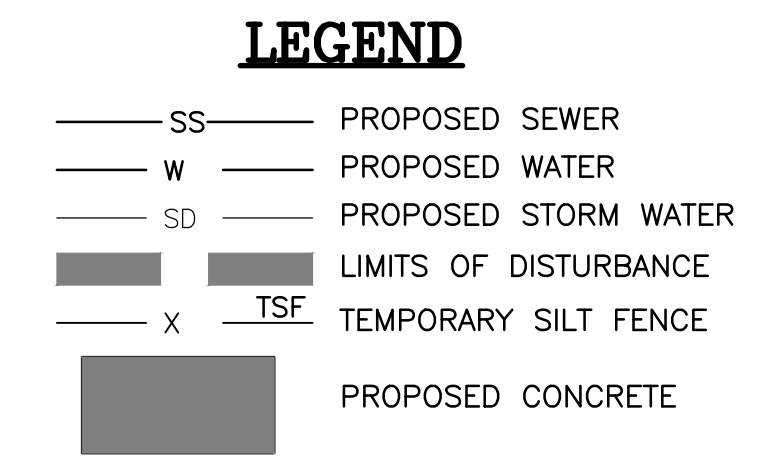 LEGEND
SS PROPOSED SEWER
W PROPOSED WATER
SD PROPOSED STORM WATER
LIMITS OF DISTURBANCE
X TSF TEMPORARY SILT FENCE
PROPOSED CONCRETE